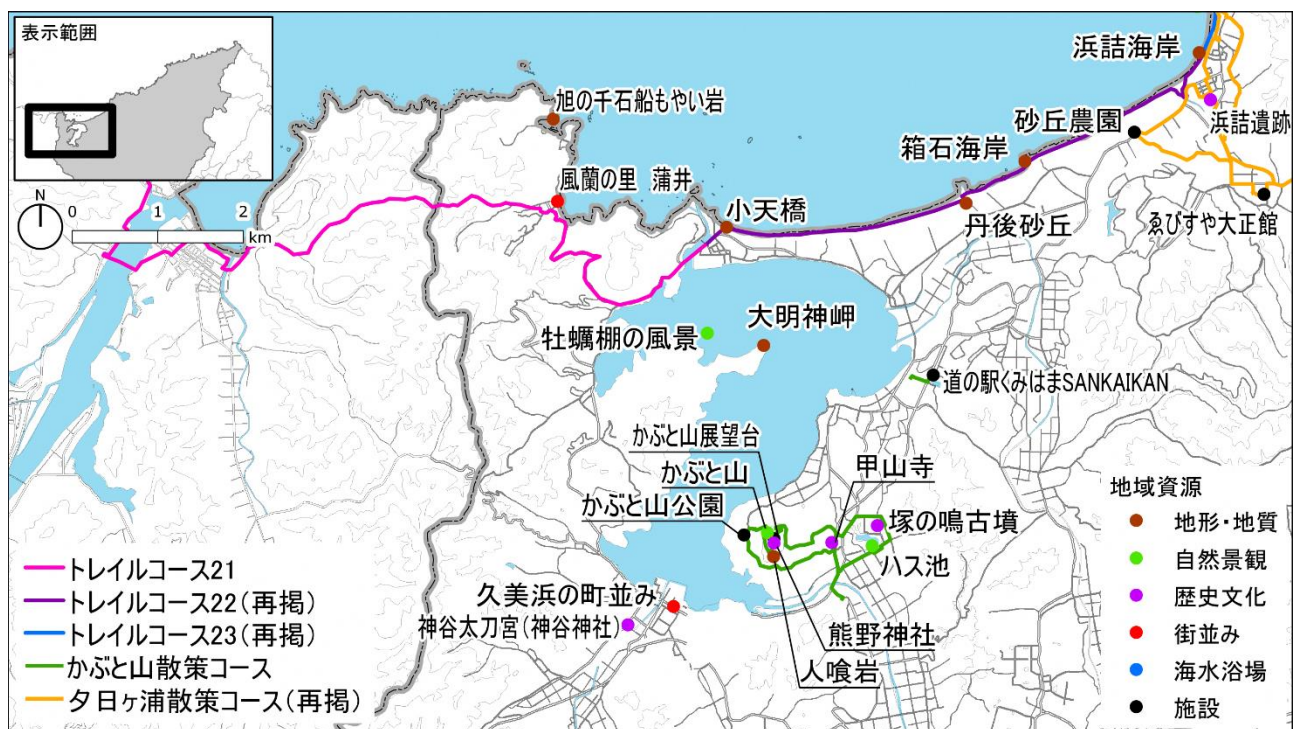 表示範囲
N
0 1 2
km
浜詰海岸
旭の千石船もやい岩
砂丘農園
浜詰遺跡
箱石海岸
風蘭の里 蒲井
小天橋
丹後砂丘
ゑびすや大正館
牡蠣棚の風景
大明神岬
道の駅くみはまSANKAIKAN
かぶと山展望台
かぶと山
甲山寺
かぶと山公園
塚の鳴古墳
ハス池
久美浜の町並み
神谷太刀宮(神谷神社)
熊野神社
人喰岩
トレイルコース21
トレイルコース22(再掲)
トレイルコース23(再掲)
かぶと山散策コース
夕日ヶ浦散策コース(再掲)
地域資源
地形・地質
自然景観
歴史文化
街並み
海水浴場
施設